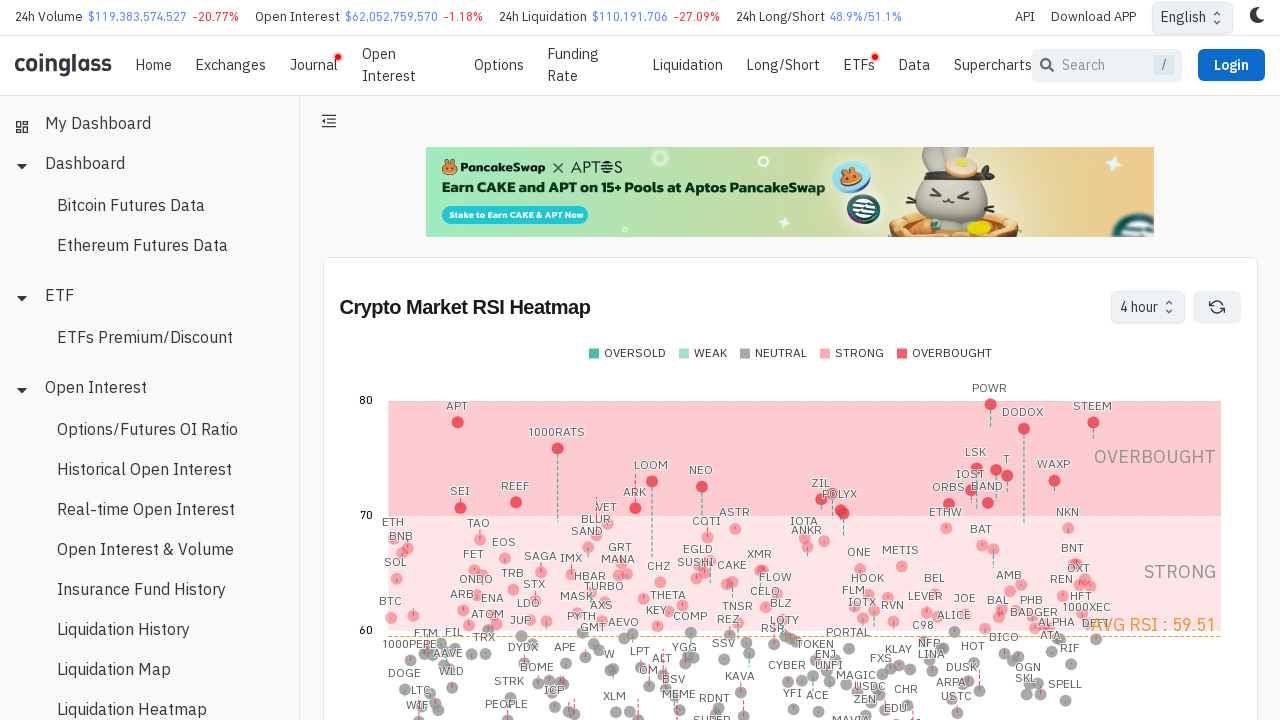 24h Volume $119,383,574,527 -20.77% Open Interest $62,052,759,570 -1.18% 24h Liquidation $110,191,706 -27.09% 24h Long/Short 48.9%/51.1% API Download APP English
coinglass Home Exchanges Journal Open Interest Options Funding Rate Liquidation Long/Short ETFs Data Supercharts Search / Login
My Dashboard
Dashboard
Bitcoin Futures Data
Ethereum Futures Data
ETF
ETFs Premium/Discount
Open Interest
Options/Futures OI Ratio
Historical Open Interest
Real-time Open Interest
Open Interest & Volume
Insurance Fund History
Liquidation History
Liquidation Map
Liquidation Heatmap
PancakeSwap × APTOS
Earn CAKE and APT on 15+ Pools at Aptos PancakeSwap
Stake to Earn CAKE & APT Now
Crypto Market RSI Heatmap
4 hour
OVERSOLD WEAK NEUTRAL STRONG OVERBOUGHT
POWR
80
APT DODOX STEEM
1000RATS
OVERBOUGHT
LSK T
LOOM NEO WAXP
IOST
SEI REEF ARK ZIL POLYX ORBS BAND
VET
70
ETH TAO BLUR COTI ASTR IOTA ETHW NKN
BNB SAND ANKR BAT
EOS GRT EGLD BNT
SOL FET SAGA IMX MANA SUSHI CAKE XMR ONE METIS
STRONG
TRB HBAR CHZ FLOW HOOK BEL AMB REN OXT
ONDO STX TURBO CELO FLM
ARB ENA MASK THETA IOTX LEVER JOE BAL PHB HFT
BTC LDO AXS TNSR BLZ RVN 1000XEC
ATOM JUP PYTH KEY COMP REZ LQTY C98 ALICE BADGER ALPHA DEFI
AVG RSI : 59.51
60
FTM FIL TRX GMT AEVO RSR PORTAL BICO ATA
1000PEPE AAVE DYDX APE W LPT YGG SSV TOKEN KLAY NFP HOT RIF
ENJ LINA
DOGE WLD BOME OM ALT CYBER UNFI FXS DUSK OGN
STRK BSV KAVA MAGIC ARPA SKL
LTC ICP XLM MEME YFI ACE USDC CHR USTC SPELL
WIF PEOPLE RDNT ZEN EDU
SUPER MAVIA